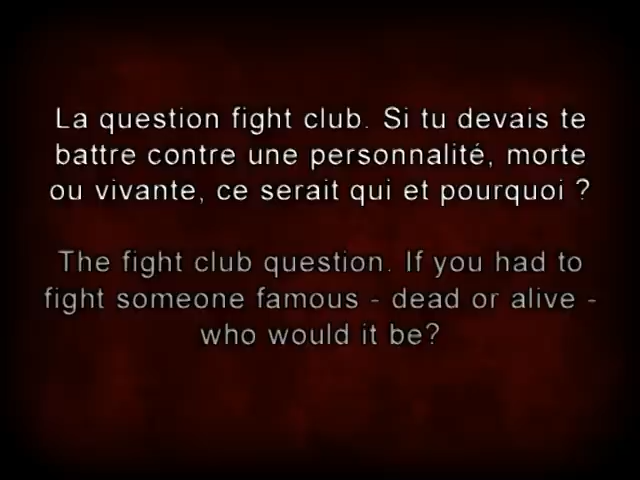 La question fight club. Si tu devais te
battre contre une personnalité, morte
ou vivante, ce serait qui et pourquoi ?
The fight club question. If you had to
fight someone famous - dead or alive -
who would it be?